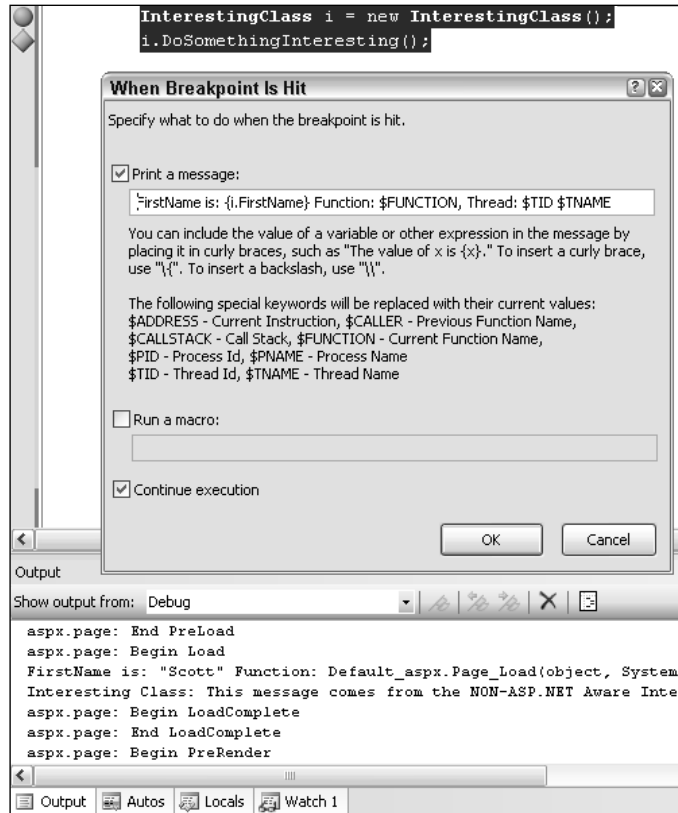 InterestingClass i = new InterestingClass();
i.DoSomethingInteresting();
When Breakpoint Is Hit
Specify what to do when the breakpoint is hit.
Print a message:
FirstName is: {i.FirstName} Function: $FUNCTION, Thread: $TID $TNAME
You can include the value of a variable or other expression in the message by
placing it in curly braces, such as "The value of x is {x}." To insert a curly brace,
use "\{". To insert a backslash, use "\\".
The following special keywords will be replaced with their current values:
$ADDRESS - Current Instruction, $CALLER - Previous Function Name,
$CALLSTACK - Call Stack, $FUNCTION - Current Function Name,
$PID - Process Id, $PNAME - Process Name
$TID - Thread Id, $TNAME - Thread Name
Run a macro:
Continue execution
OK Cancel
Output
Show output from: Debug
aspx.page: End PreLoad
aspx.page: Begin Load
FirstName is: "Scott" Function: Default_aspx.Page_Load(object, System
Interesting Class: This message comes from the NON-ASP.NET Aware Inte
aspx.page: Begin LoadComplete
aspx.page: End LoadComplete
aspx.page: Begin PreRender
Output Autos Locals Watch 1